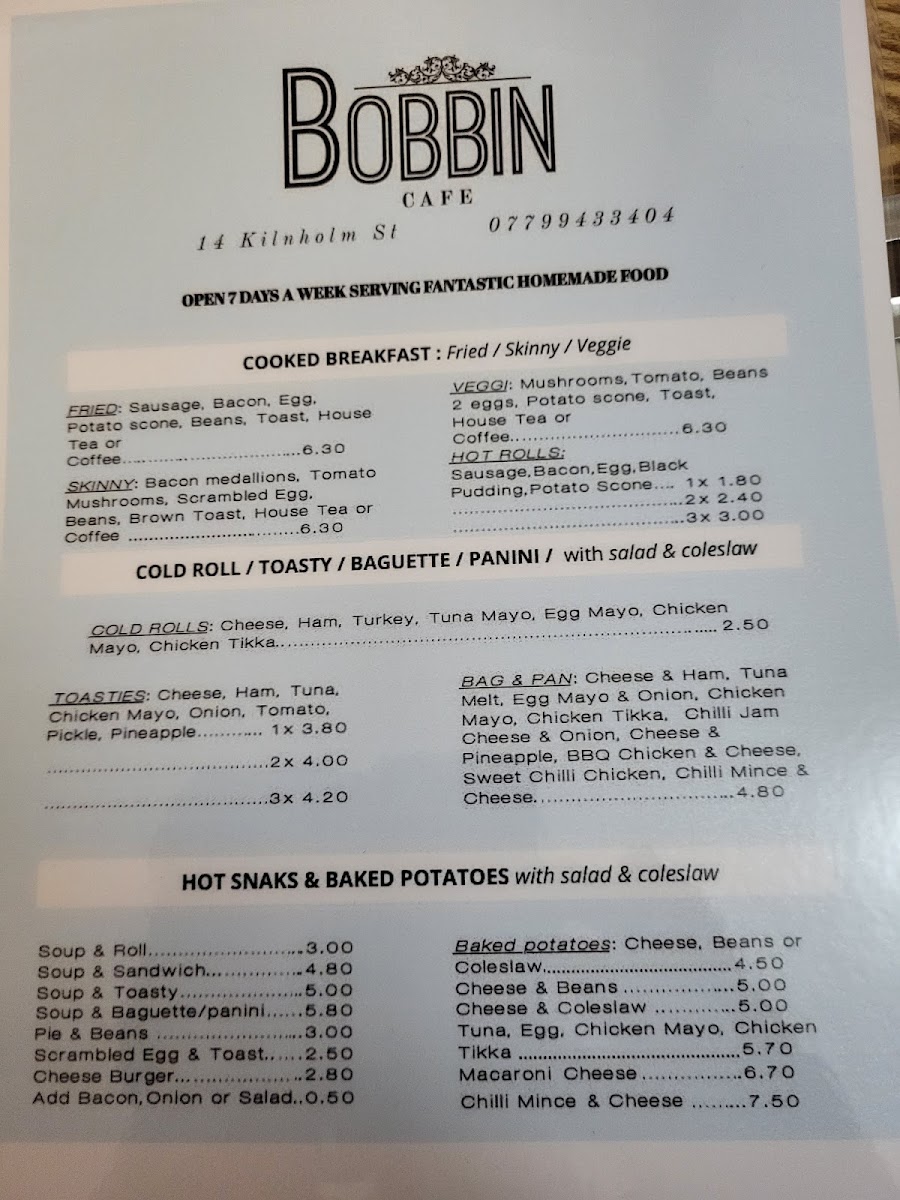 BOBBIN
CAFE
14 Kilnholm St 07799433404
OPEN 7 DAYS A WEEK SERVING FANTASTIC HOMEMADE FOOD
COOKED BREAKFAST : Fried / Skinny / Veggie
FRIED: Sausage, Bacon, Egg,
Potato scone, Beans, Toast, House
Tea or
Coffee..................................6.30
SKINNY: Bacon medallions, Tomato
Mushrooms, Scrambled Egg,
Beans, Brown Toast, House Tea or
Coffee ................................6.30
VEGGI: Mushrooms, Tomato, Beans
2 eggs, Potato scone, Toast,
House Tea or
Coffee................................6.30
HOT ROLLS:
Sausage,Bacon,Egg,Black
Pudding,Potato Scone.... 1x 1.80
...........................................2x 2.40
...........................................3x 3.00
COLD ROLL / TOASTY / BAGUETTE / PANINI / with salad & coleslaw
COLD ROLLS: Cheese, Ham, Turkey, Tuna Mayo, Egg Mayo, Chicken
Mayo, Chicken Tikka.................................................................................... 2.50
TOASTIES: Cheese, Ham, Tuna,
Chicken Mayo, Onion, Tomato,
Pickle, Pineapple............ 1x 3.80
..........................................2x 4.00
..........................................3x 4.20
BAG & PAN: Cheese & Ham, Tuna
Melt, Egg Mayo & Onion, Chicken
Mayo, Chicken Tikka, Chilli Jam
Cheese & Onion, Cheese &
Pineapple, BBQ Chicken & Cheese,
Sweet Chilli Chicken, Chilli Mince &
Cheese.....................................4.80
HOT SNAKS & BAKED POTATOES with salad & coleslaw
Soup & Roll.............................3.00
Soup & Sandwich..................4.80
Soup & Toasty.......................5.00
Soup & Baguette/panini......5.80
Pie & Beans ...........................3.00
Scrambled Egg & Toast......2.50
Cheese Burger........................2.80
Add Bacon,Onion or Salad..0.50
Baked potatoes: Cheese, Beans or
Coleslaw....................................4.50
Cheese & Beans .....................5.00
Cheese & Coleslaw ...............5.00
Tuna, Egg, Chicken Mayo, Chicken
Tikka ..........................................5.70
Macaroni Cheese...................6.70
Chilli Mince & Cheese .........7.50